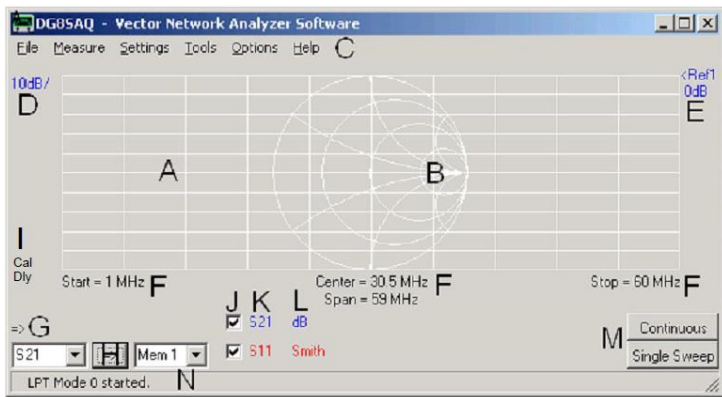 DG8SAQ - Vector Network Analyzer Software
File Measure Settings Tools Options Help C
10dB/ <Ref1
D 0dB
E
A B
I
Cal
Dly Start = 1 MHz F Center = 30.5 MHz F Stop = 60 MHz F
Span = 59 MHz
J K L
=> G S21 dB M Continuous
S21 H Mem 1 S11 Smith Single Sweep
LPT Mode 0 started. N